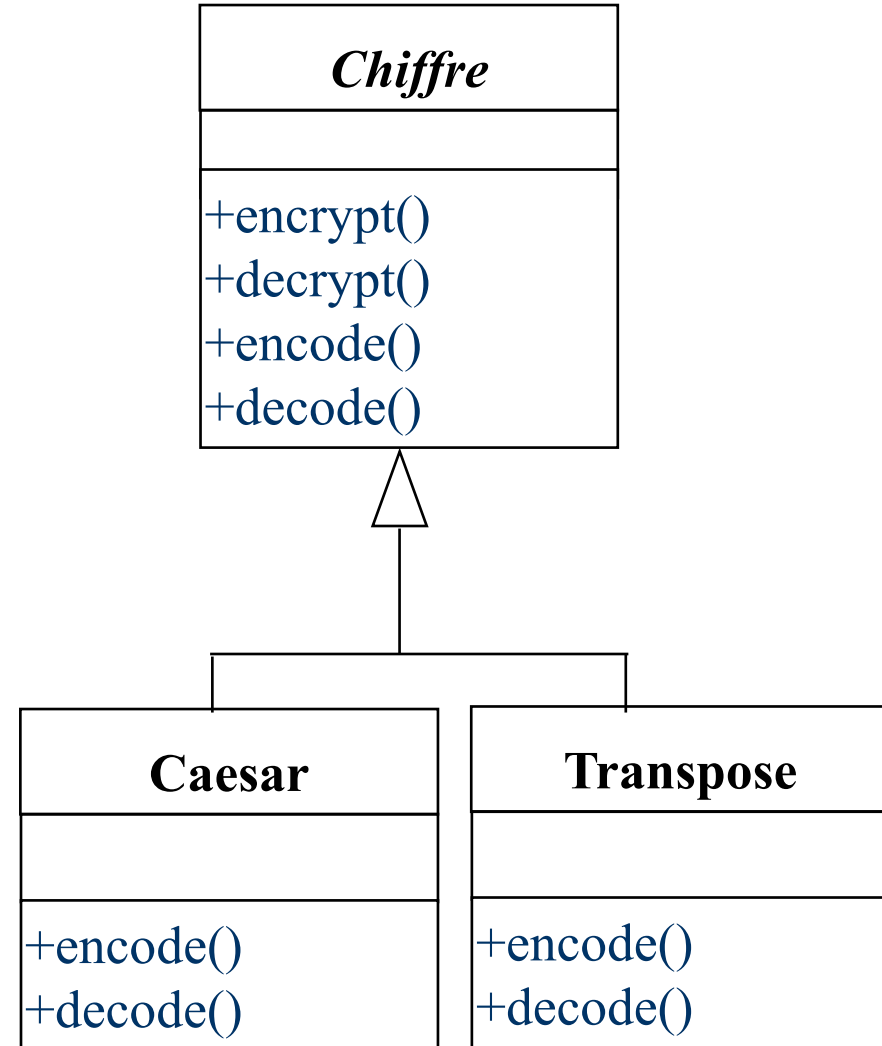 Chiffre
+encrypt()
+decrypt()
+encode()
+decode()
Caesar
+encode()
+decode()
Transpose
+encode()
+decode()